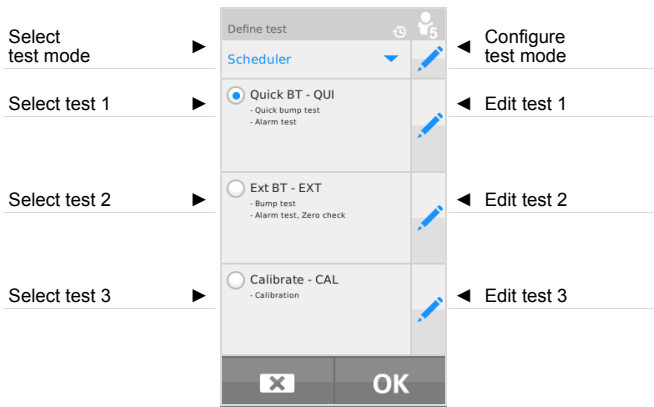 Define test
5
Select
test mode
Scheduler
Configure
test mode
Select test 1
Quick BT - QUI
- Quick bump test
- Alarm test
Edit test 1
Select test 2
Ext BT - EXT
- Bump test
- Alarm test, Zero check
Edit test 2
Select test 3
Calibrate - CAL
- Calibration
Edit test 3
OK